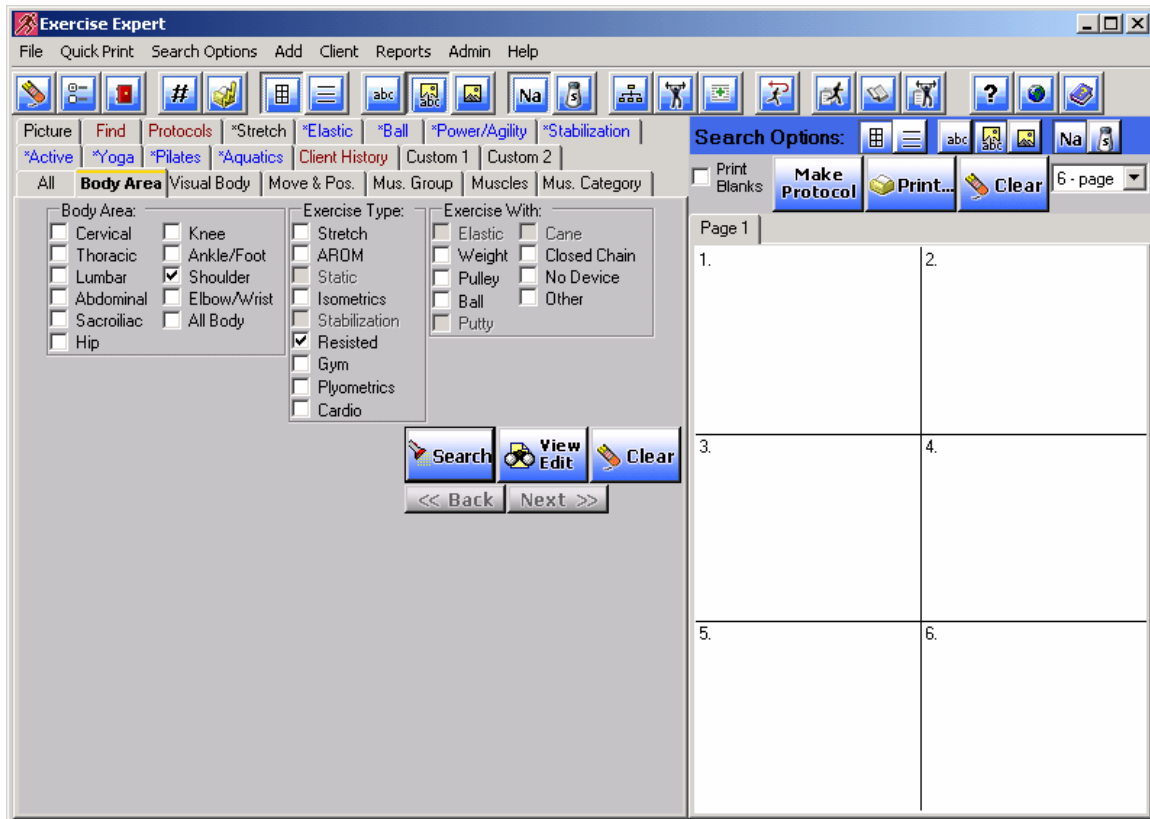 Exercise Expert
File Quick Print Search Options Add Client Reports Admin Help
# abc abc Na s ?
Picture Find Protocols *Stretch *Elastic *Ball *Power/Agility *Stabilization
*Active *Yoga *Pilates *Aquatics Client History Custom 1 Custom 2
All Body Area Visual Body Move & Pos. Mus. Group Muscles Mus. Category
Search Options: abc abc Na s
Print Blanks
Make Protocol
Print...
Clear
6 - page
Body Area:
Cervical Knee
Thoracic Ankle/Foot
Lumbar Shoulder
Abdominal Elbow/Wrist
Sacroiliac All Body
Hip
Exercise Type:
Stretch
AROM
Static
Isometrics
Stabilization
Resisted
Gym
Plyometrics
Cardio
Exercise With:
Elastic Cane
Weight Closed Chain
Pulley No Device
Ball Other
Putty
Search
View Edit
Clear
<< Back Next >>
Page 1
1. 2.
3. 4.
5. 6.